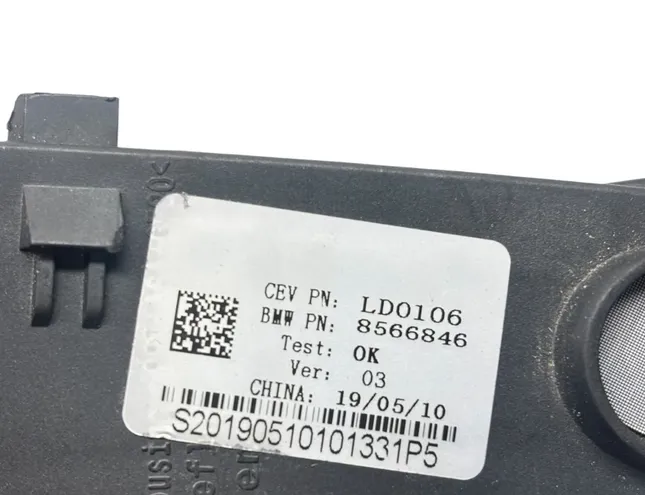 CEV PN: LD0106
BMW PN: 8566846
Test: OK
Ver: 03
CHINA: 19/05/10
S20190510101331P5